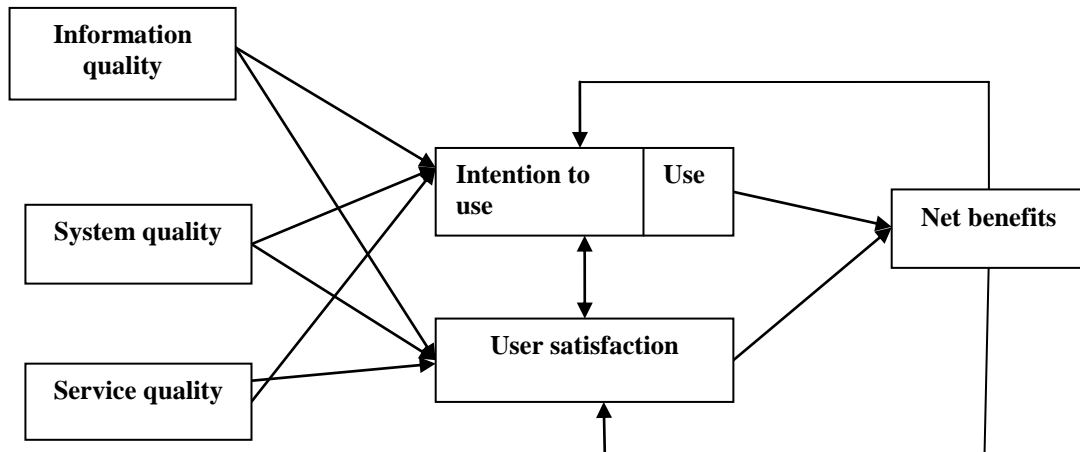 Information
quality
Intention to
use
Use
System quality
Net benefits
User satisfaction
Service quality